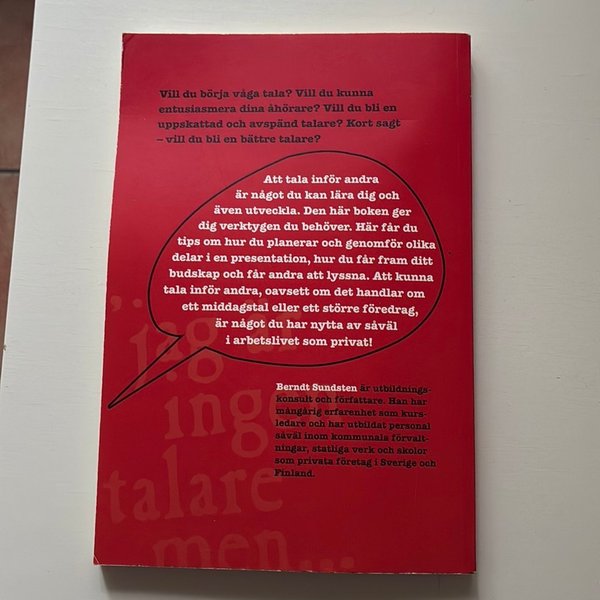 Vill du börja våga tala? Vill du kunna
entusiasmera dina åhörare? Vill du bli en
uppskattad och avspänd talare? Kort sagt
– vill du bli en bättre talare?
Att tala inför andra
är något du kan lära dig och
även utveckla. Den här boken ger
dig verktygen du behöver. Här får du
tips om hur du planerar och genomför olika
delar i en presentation, hur du får fram ditt
budskap och får andra att lyssna. Att kunna
tala inför andra, oavsett om det handlar om
ett middagstal eller ett större föredrag,
är något du har nytta av såväl
i arbetslivet som privat!
Berndt Sundsten är utbildnings-
konsult och författare. Han har
mångårig erfarenhet som kurs-
ledare och har utbildat personal
såväl inom kommunala förvalt-
ningar, statliga verk och skolor
som privata företag i Sverige och
Finland.
”jag är
inge
talare
men...